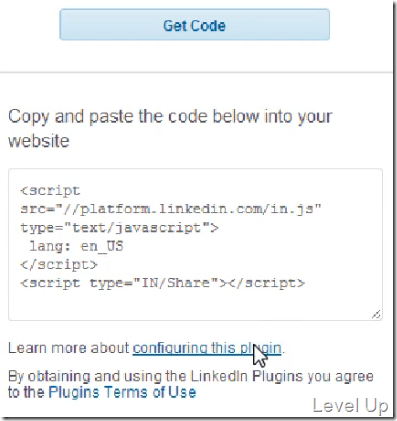 Get Code
Copy and paste the code below into your
website
<script
src="//platform.linkedin.com/in.js"
type="text/javascript">
 lang: en_US
</script>
<script type="IN/Share"></script>
Learn more about configuring this plugin.
By obtaining and using the LinkedIn Plugins you agree
to the Plugins Terms of Use
Level Up